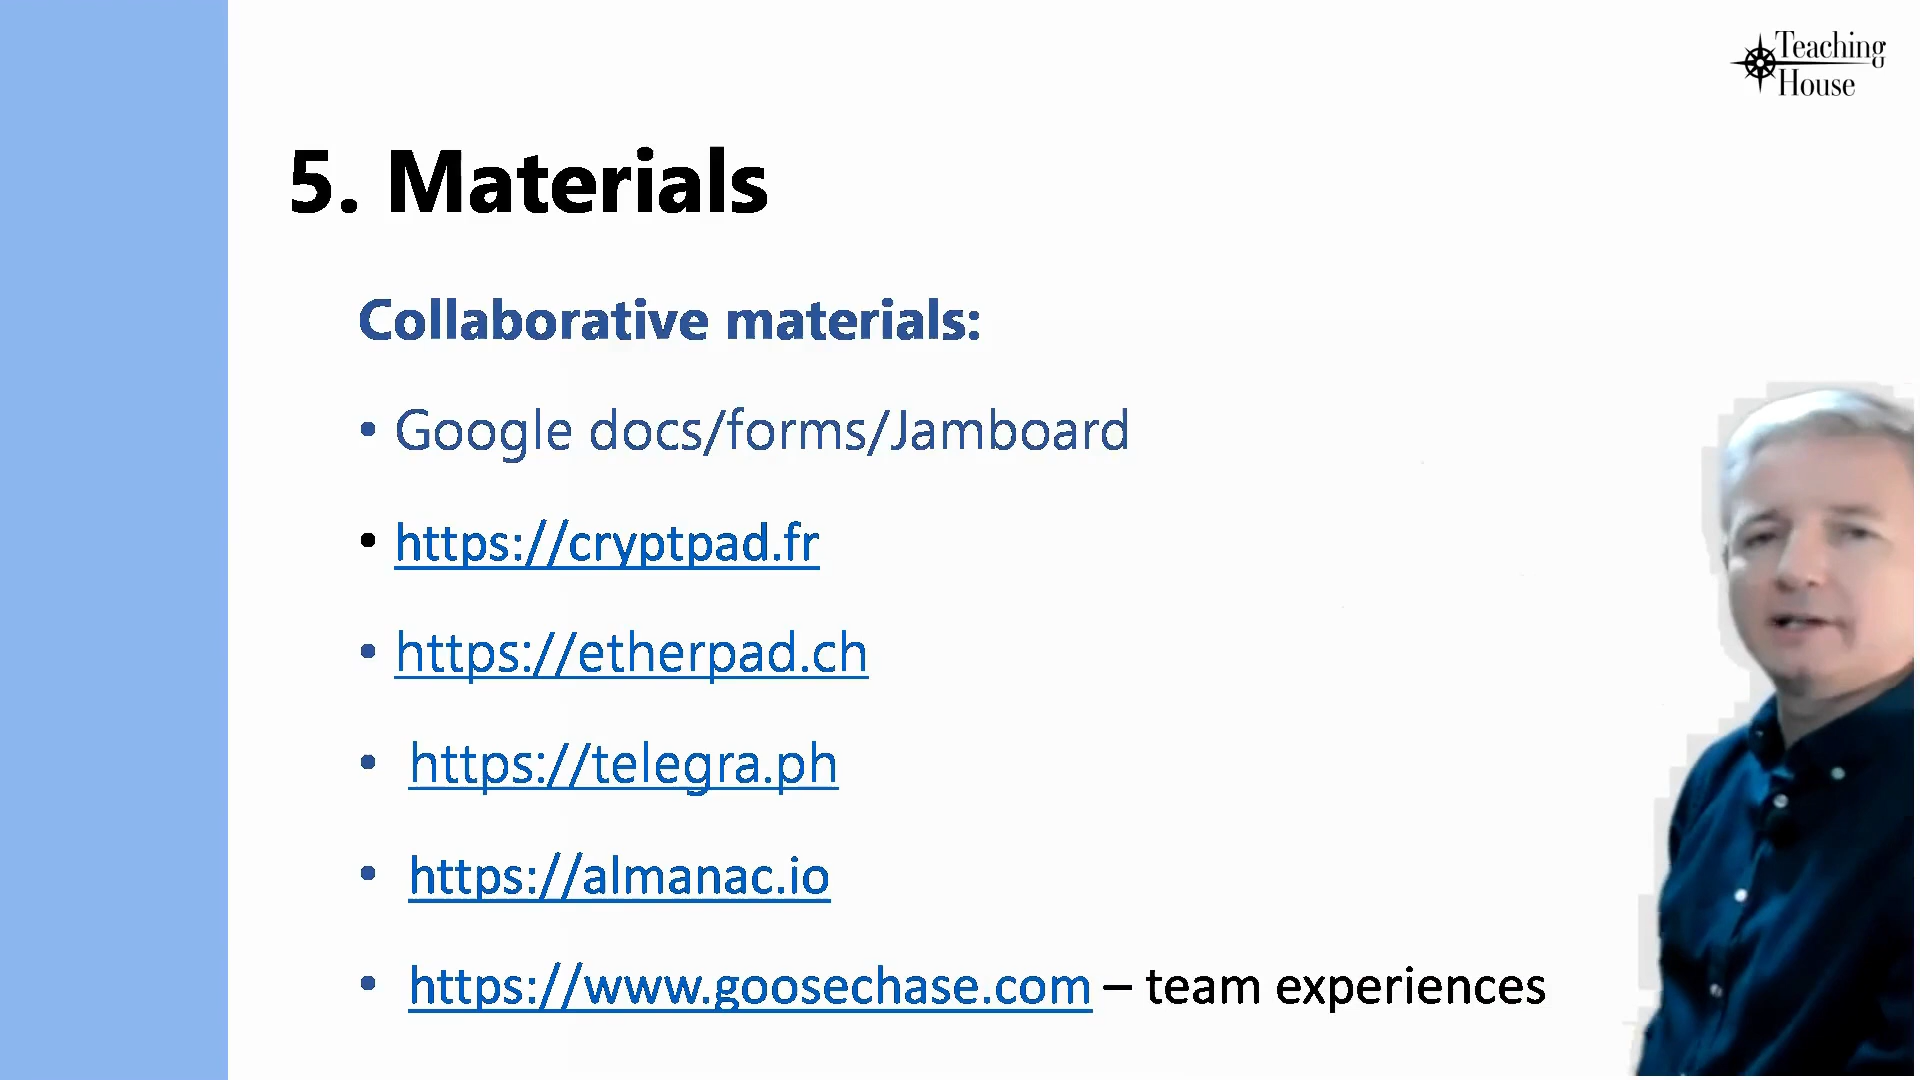 Teaching
House
5. Materials
Collaborative materials:
• Google docs/forms/Jamboard
• https://cryptpad.fr
• https://etherpad.ch
• https://telegra.ph
• https://almanac.io
• https://www.goosechase.com – team experiences